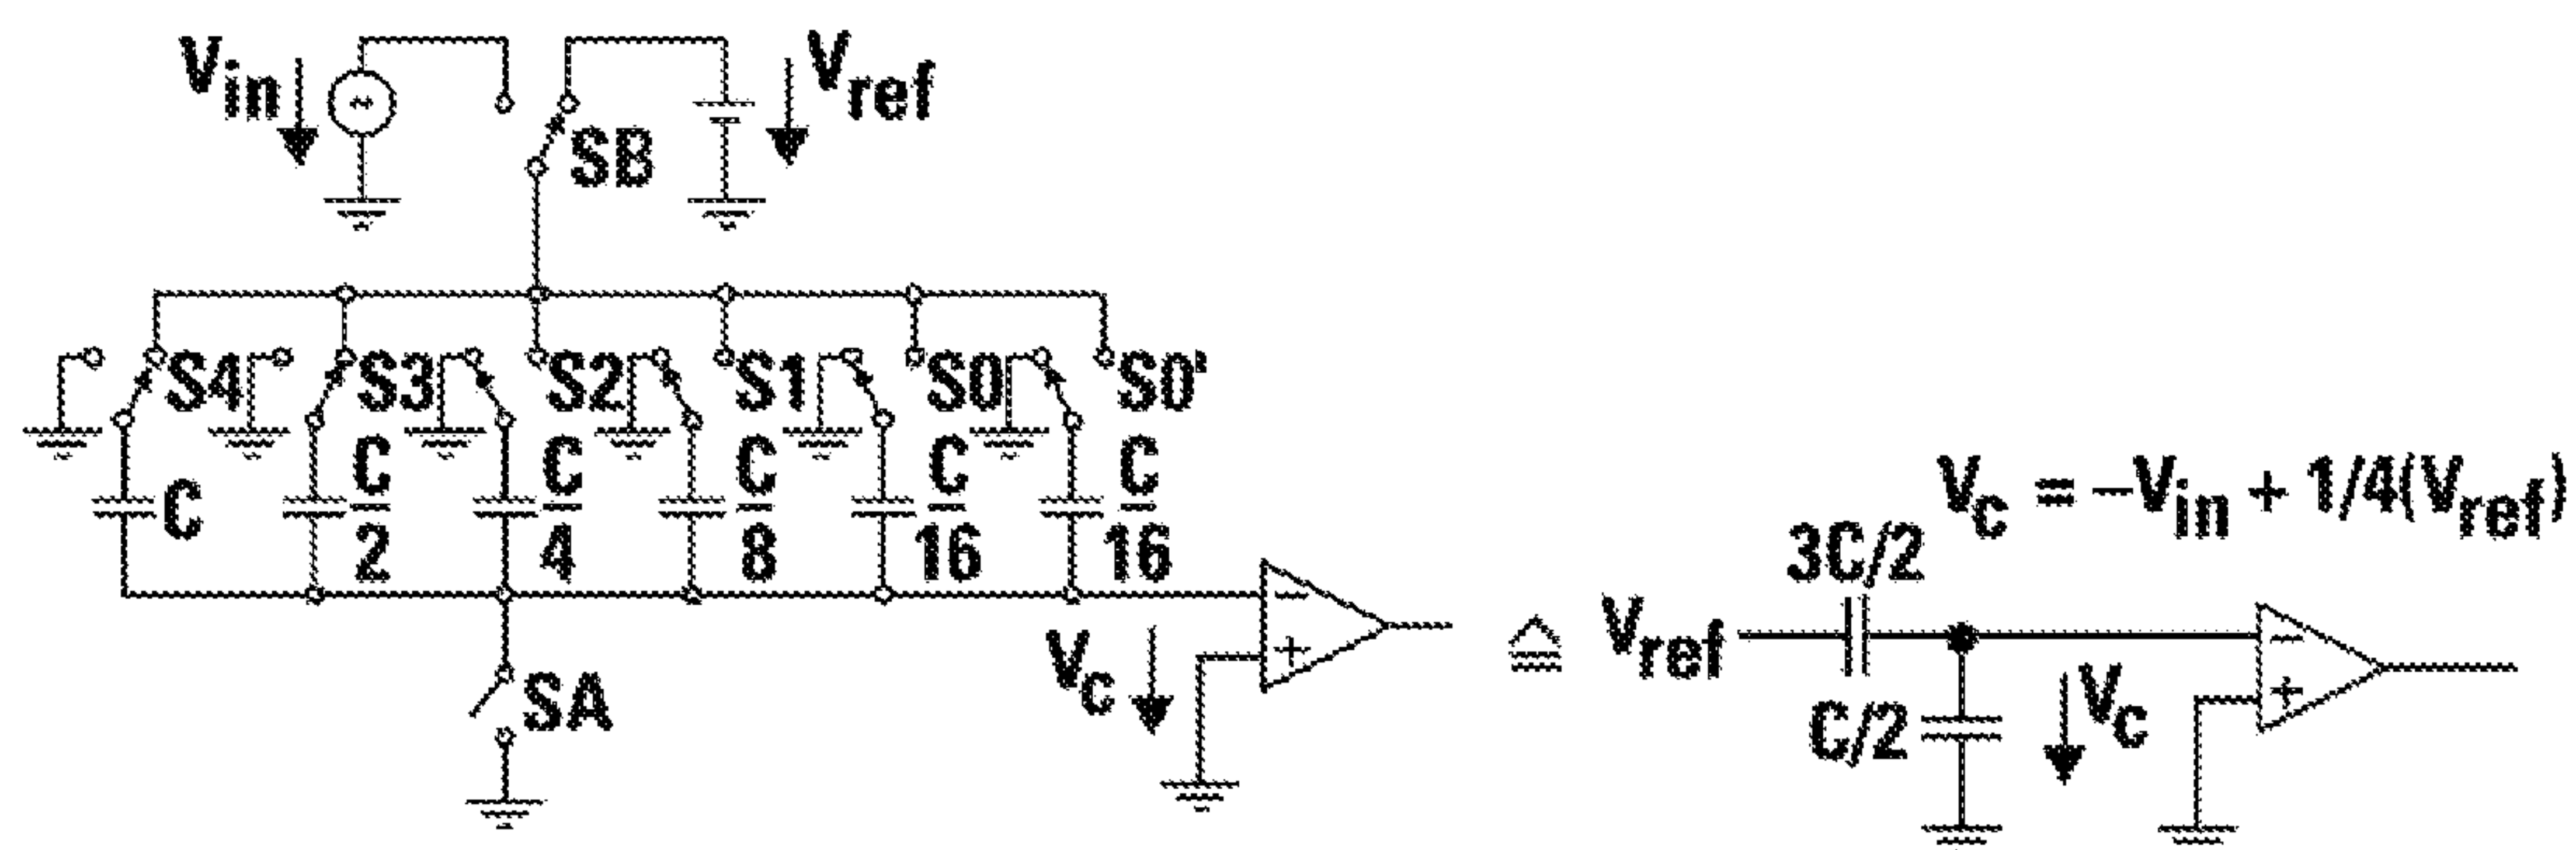 Vin
Vref
SB
S4
S3
S2
S1
S0
S0'
C
C/2
C/4
C/8
C/16
C/16
Vc
SA
−
+
≙
Vc = −Vin + 1/4(Vref)
3C/2
Vref
C/2
Vc
−
+